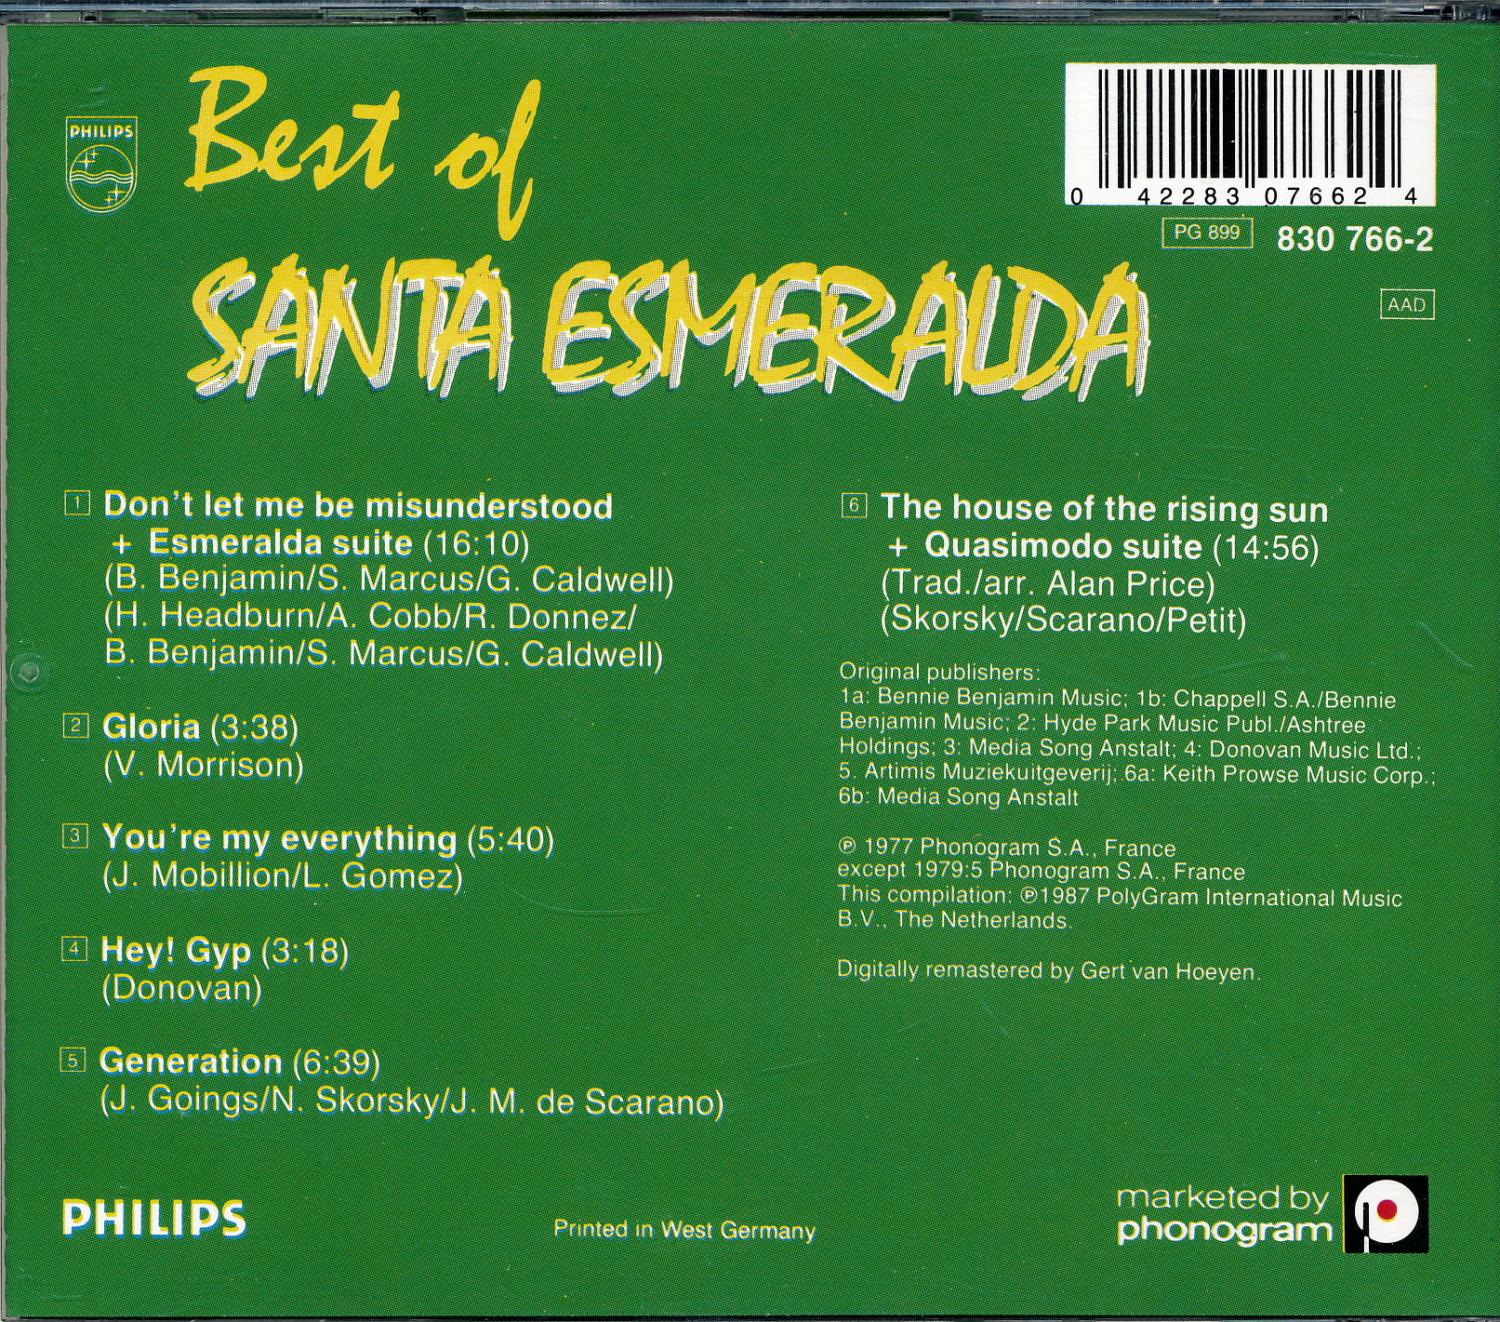 PHILIPS
Best of
SANTA ESMERALDA
0 42283 07662 4
PG 899
830 766-2
AAD
1 Don't let me be misunderstood
+ Esmeralda suite (16:10)
(B. Benjamin/S. Marcus/G. Caldwell)
(H. Headburn/A. Cobb/R. Donnez/
B. Benjamin/S. Marcus/G. Caldwell)
2 Gloria (3:38)
(V. Morrison)
3 You're my everything (5:40)
(J. Mobillion/L. Gomez)
4 Hey! Gyp (3:18)
(Donovan)
5 Generation (6:39)
(J. Goings/N. Skorsky/J. M. de Scarano)
6 The house of the rising sun
+ Quasimodo suite (14:56)
(Trad./arr. Alan Price)
(Skorsky/Scarano/Petit)
Original publishers:
1a: Bennie Benjamin Music; 1b: Chappell S.A./Bennie
Benjamin Music; 2: Hyde Park Music Publ./Ashtree
Holdings; 3: Media Song Anstalt; 4: Donovan Music Ltd.;
5. Artimis Muziekuitgeverij; 6a: Keith Prowse Music Corp.;
6b: Media Song Anstalt
℗ 1977 Phonogram S.A., France
except 1979:5 Phonogram S.A., France
This compilation: ℗1987 PolyGram International Music
B.V., The Netherlands.
Digitally remastered by Gert van Hoeyen.
PHILIPS
Printed in West Germany
marketed by
phonogram